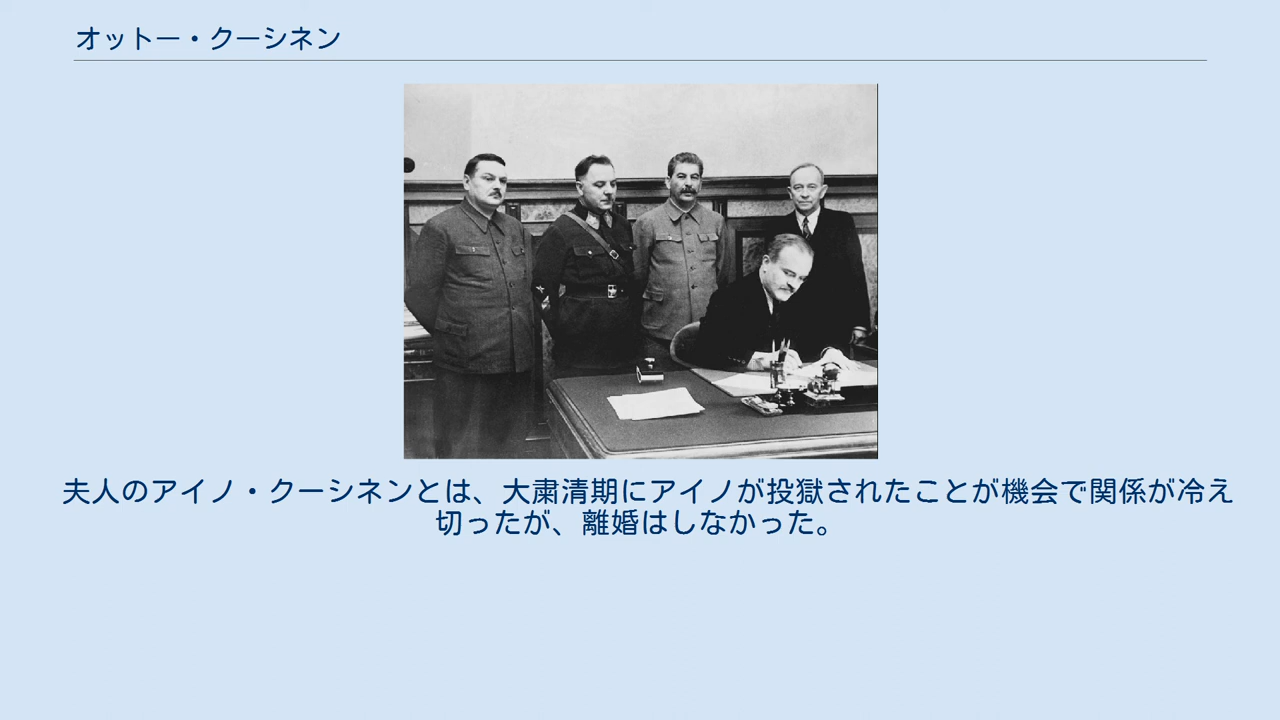 オットー・クーシネン
夫人のアイノ・クーシネンとは、大粛清期にアイノが投獄されたことが機会で関係が冷え
切ったが、離婚はしなかった。